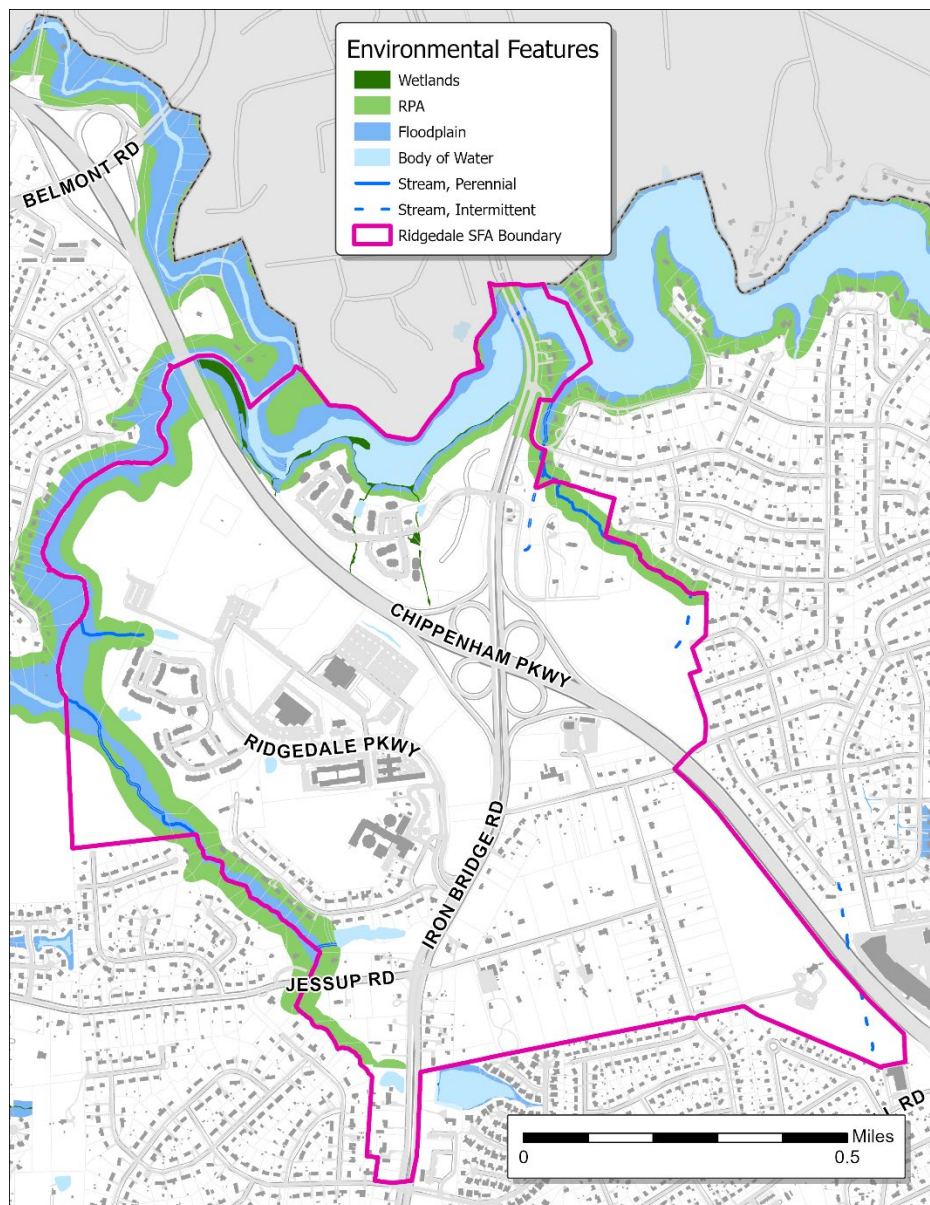 Environmental Features
Wetlands
RPA
Floodplain
Body of Water
Stream, Perennial
Stream, Intermittent
Ridgedale SFA Boundary
BELMONT RD
CHIPPENHAM PKWY
RIDGEDALE PKWY
IRON BRIDGE RD
JESSUP RD
L RD
Miles
0
0.5